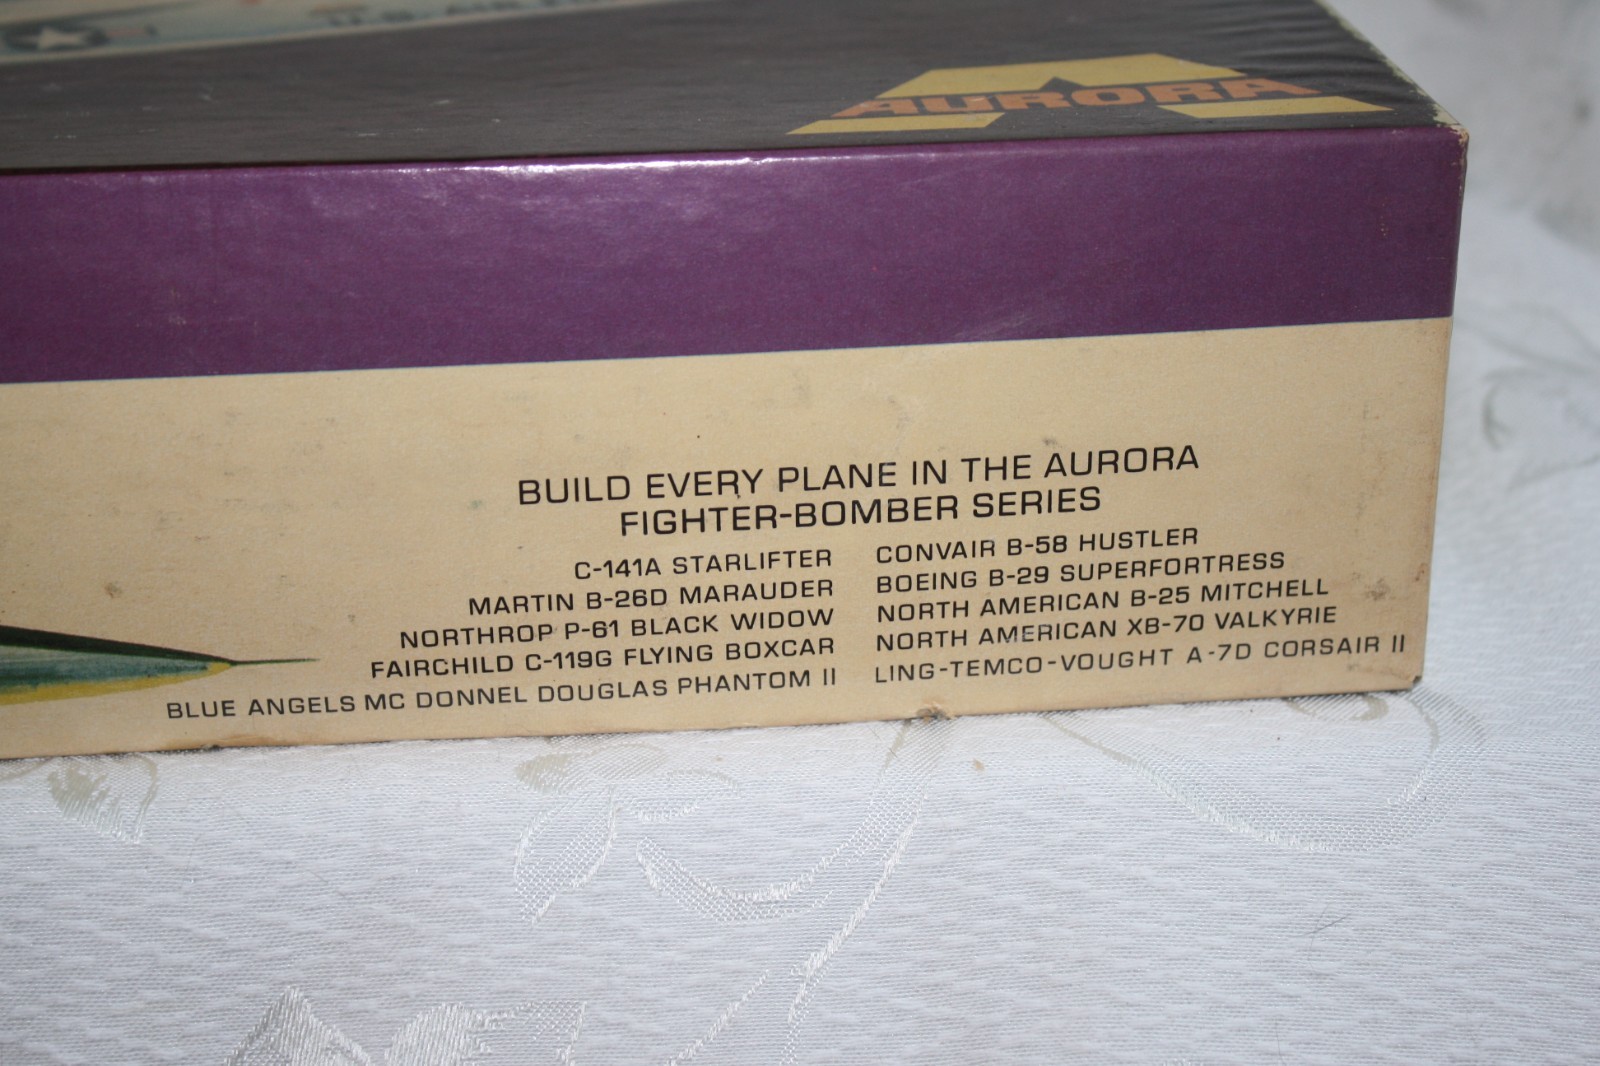 AURORA
BUILD EVERY PLANE IN THE AURORA
FIGHTER-BOMBER SERIES
C-141A STARLIFTER
MARTIN B-26D MARAUDER
NORTHROP P-61 BLACK WIDOW
FAIRCHILD C-119G FLYING BOXCAR
BLUE ANGELS MC DONNEL DOUGLAS PHANTOM II
CONVAIR B-58 HUSTLER
BOEING B-29 SUPERFORTRESS
NORTH AMERICAN B-25 MITCHELL
NORTH AMERICAN XB-70 VALKYRIE
LING-TEMCO-VOUGHT A-7D CORSAIR II